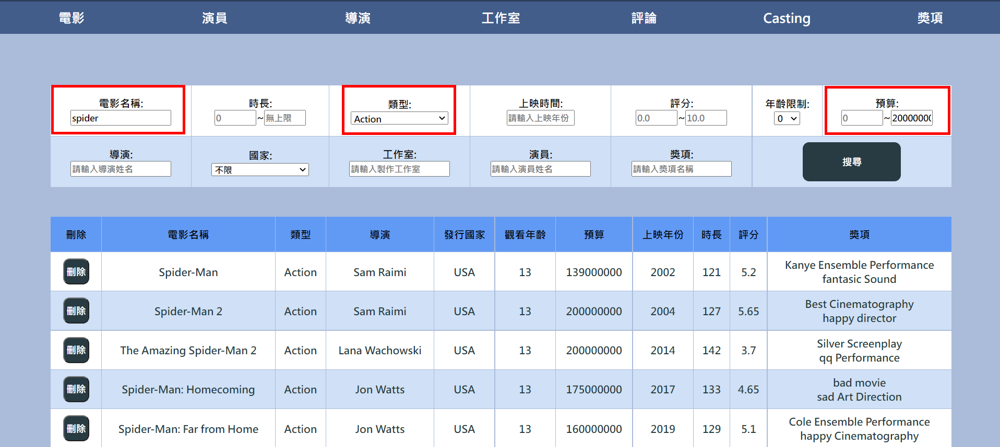 電影 演員 導演 工作室 評論 Casting 獎項
電影名稱: 時長: 類型: 上映時間: 評分: 年齡限制: 預算:
spider 0 ~ 無上限 Action 請輸入上映年份 0.0 ~ 10.0 0 0 ~ 20000000
導演: 國家: 工作室: 演員: 獎項:
請輸入導演姓名 不限 請輸入製作工作室 請輸入演員姓名 請輸入獎項名稱 搜尋
刪除 電影名稱 類型 導演 發行國家 觀看年齡 預算 上映年份 時長 評分 獎項
刪除 Spider-Man Action Sam Raimi USA 13 139000000 2002 121 5.2 Kanye Ensemble Performance
fantasic Sound
刪除 Spider-Man 2 Action Sam Raimi USA 13 200000000 2004 127 5.65 Best Cinematography
happy director
刪除 The Amazing Spider-Man 2 Action Lana Wachowski USA 13 200000000 2014 142 3.7 Silver Screenplay
qq Performance
刪除 Spider-Man: Homecoming Action Jon Watts USA 13 175000000 2017 133 4.65 bad movie
sad Art Direction
刪除 Spider-Man: Far from Home Action Jon Watts USA 13 160000000 2019 129 5.1 Cole Ensemble Performance
happy Cinematography